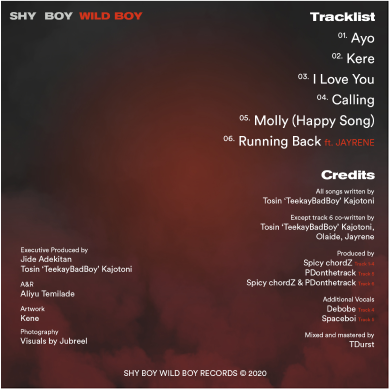 SHY BOY WILD BOY
Tracklist
01. Ayo
02. Kere
03. I Love You
04. Calling
05. Molly (Happy Song)
06. Running Back ft. JAYRENE
Credits
All songs written by
Tosin ‘TeekayBadBoy’ Kajotoni
Except track 6 co-written by
Tosin ‘TeekayBadBoy’ Kajotoni,
Olaide, Jayrene
Produced by
Spicy chordZ
PDonthetrack
Spicy chordZ & PDonthetrack
Additional Vocals
Debobe
Spaceboi
Mixed and mastered by
TDurst
Executive Produced by
Jide Adekitan
Tosin ‘TeekayBadBoy’ Kajotoni
A&R
Aliyu Temilade
Artwork
Kene
Photography
Visuals by Jubreel
SHY BOY WILD BOY RECORDS © 2020